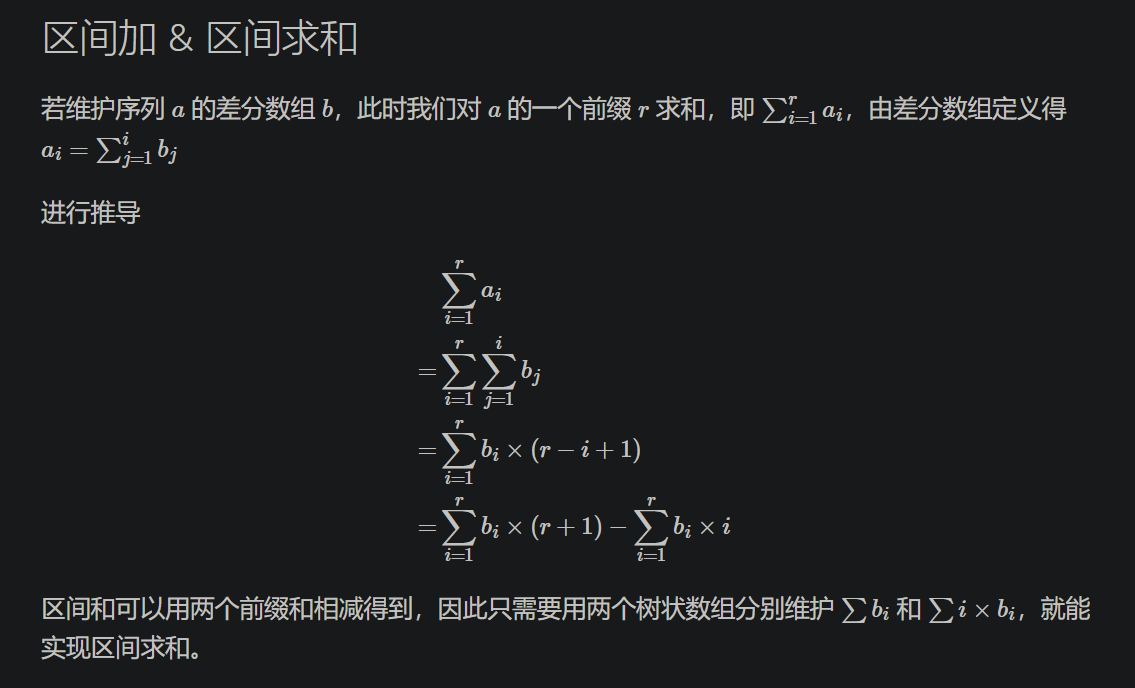 区间加 & 区间求和
若维护序列 $a$ 的差分数组 $b$，此时我们对 $a$ 的一个前缀 $r$ 求和，即 $\sum_{i=1}^{r} a_i$，由差分数组定义得
$a_i = \sum_{j=1}^{i} b_j$
进行推导
$\sum_{i=1}^{r} a_i$
$= \sum_{i=1}^{r} \sum_{j=1}^{i} b_j$
$= \sum_{i=1}^{r} b_i \times (r - i + 1)$
$= \sum_{i=1}^{r} b_i \times (r + 1) - \sum_{i=1}^{r} b_i \times i$
区间和可以用两个前缀和相减得到，因此只需要用两个树状数组分别维护 $\sum b_i$ 和 $\sum i \times b_i$，就能
实现区间求和。